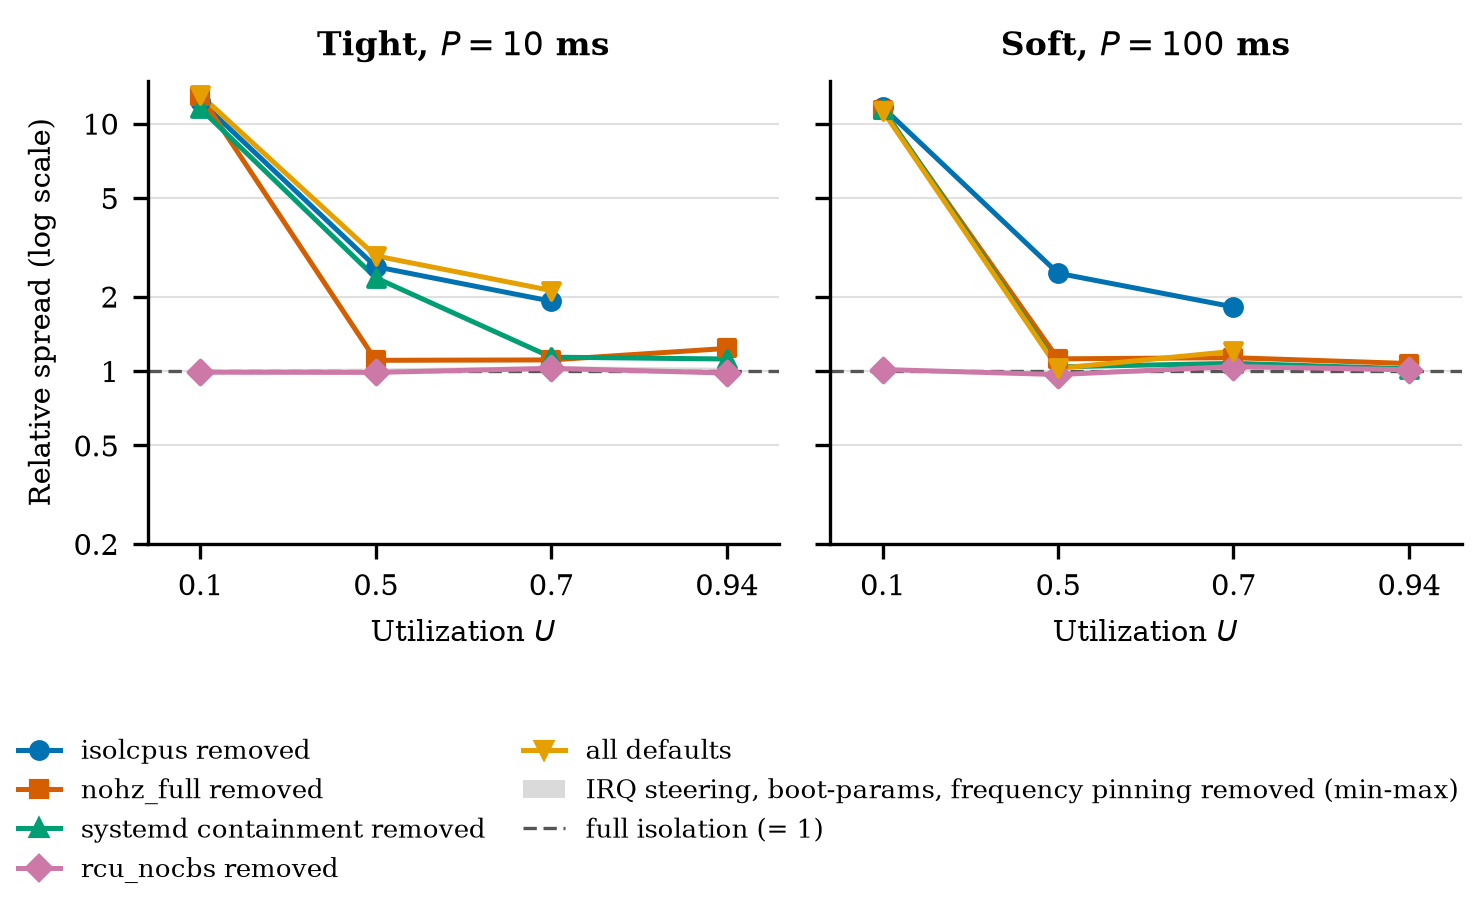 Tight, P = 10 ms
Soft, P = 100 ms
Relative spread (log scale)
10
5
2
1
0.5
0.2
0.1 0.5 0.7 0.94
0.1 0.5 0.7 0.94
Utilization U
Utilization U
isolcpus removed
nohz_full removed
systemd containment removed
rcu_nocbs removed
all defaults
IRQ steering, boot-params, frequency pinning removed (min-max)
full isolation (= 1)